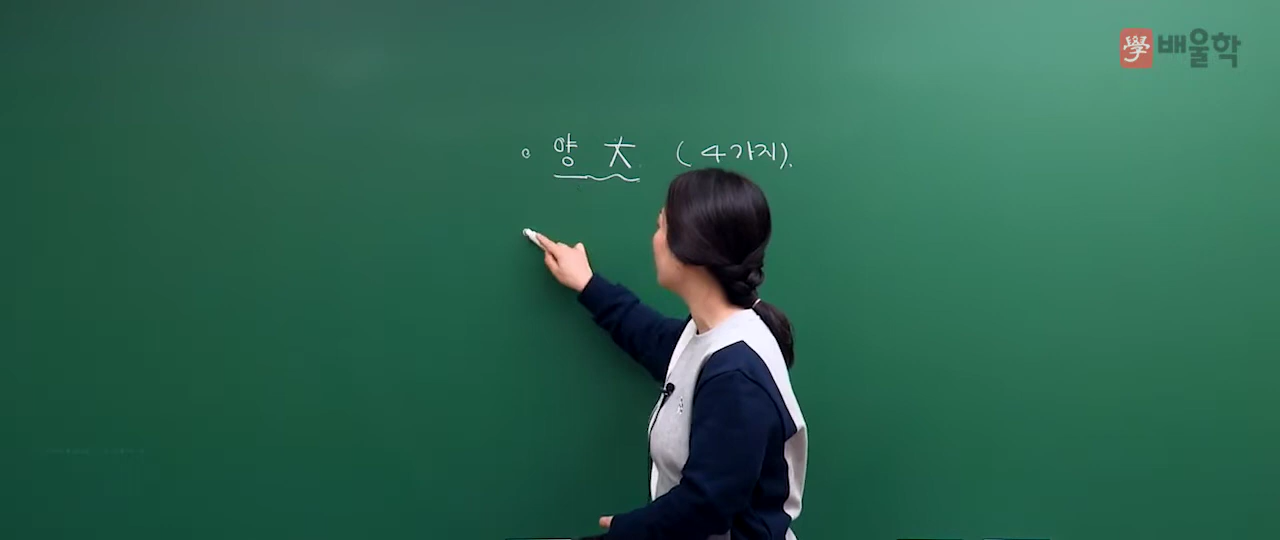 學 배울학
◦ 양 大 (4가지).